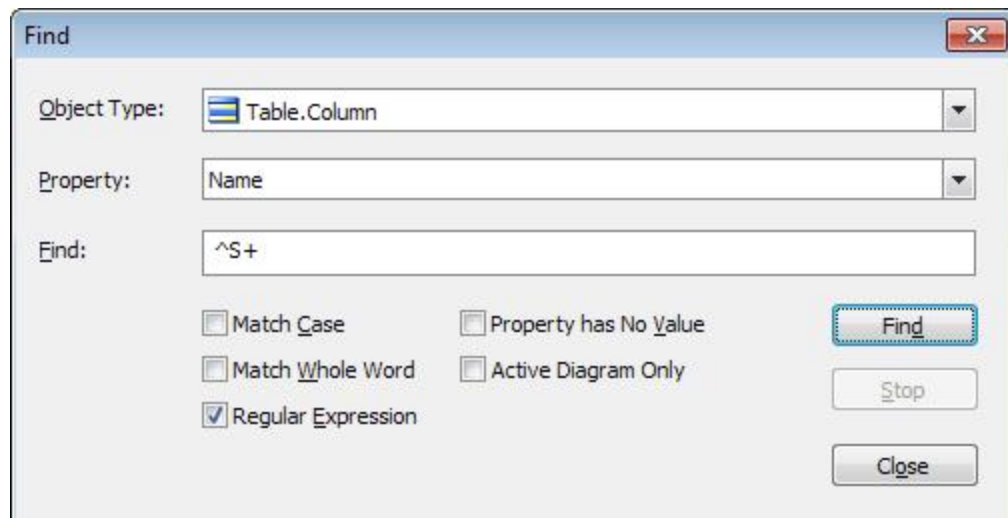 Find
Object Type: Table.Column
Property: Name
Find: ^S+
Match Case Property has No Value Find
Match Whole Word Active Diagram Only Stop
Regular Expression
Close